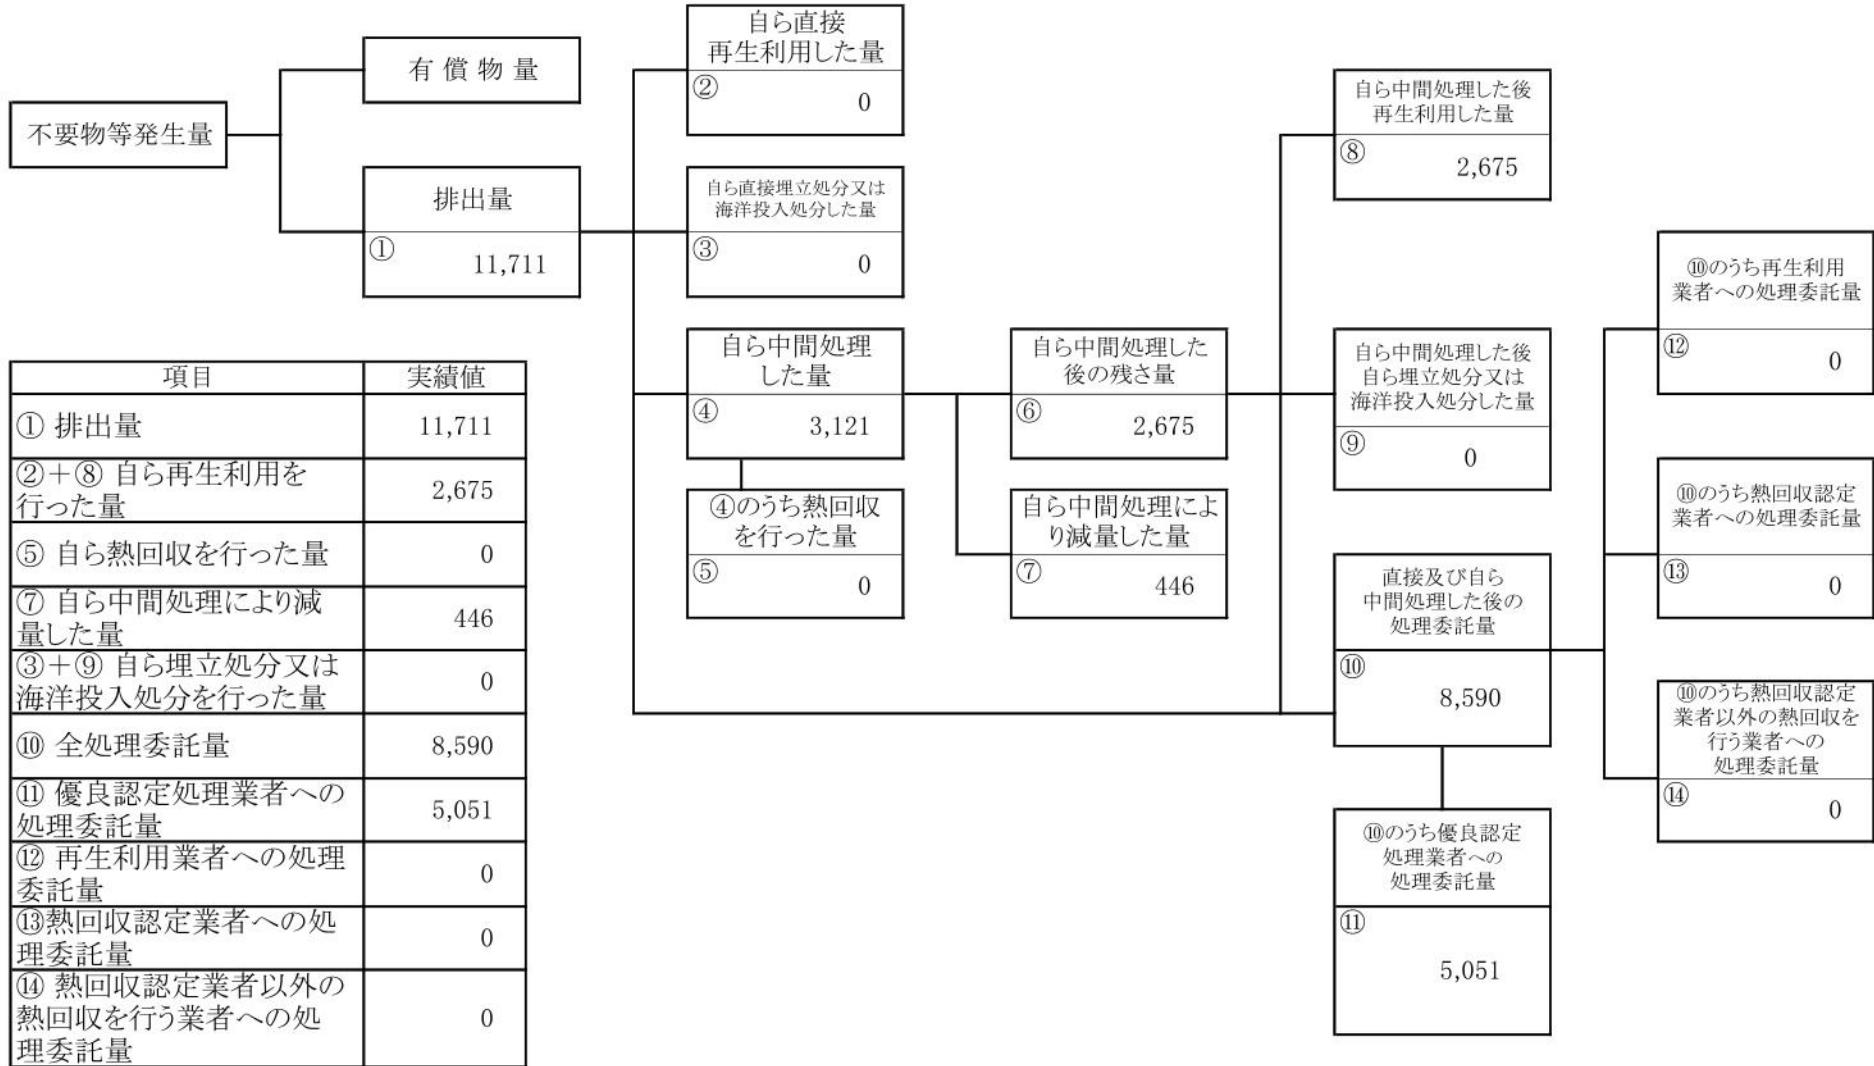 不要物等発生量
有 償 物 量
排出量
①
11,711
自ら直接
再生利用した量
②
0
自ら直接埋立処分又は
海洋投入処分した量
③
0
自ら中間処理
した量
④
3,121
④のうち熱回収
を行った量
⑤
0
自ら中間処理した
後の残さ量
⑥
2,675
自ら中間処理によ
り減量した量
⑦
446
自ら中間処理した後
再生利用した量
⑧
2,675
自ら中間処理した後
自ら埋立処分又は
海洋投入処分した量
⑨
0
直接及び自ら
中間処理した後の
処理委託量
⑩
8,590
⑩のうち優良認定
処理業者への
処理委託量
⑪
5,051
⑩のうち再生利用
業者への処理委託量
⑫
0
⑩のうち熱回収認定
業者への処理委託量
⑬
0
⑩のうち熱回収認定
業者以外の熱回収を
行う業者への
処理委託量
⑭
0
項目 実績値
① 排出量 11,711
②＋⑧ 自ら再生利用を
行った量 2,675
⑤ 自ら熱回収を行った量 0
⑦ 自ら中間処理により減
量した量 446
③＋⑨ 自ら埋立処分又は
海洋投入処分を行った量 0
⑩ 全処理委託量 8,590
⑪ 優良認定処理業者への
処理委託量 5,051
⑫ 再生利用業者への処理
委託量 0
⑬熱回収認定業者への処
理委託量 0
⑭ 熱回収認定業者以外の
熱回収を行う業者への処 0
理委託量